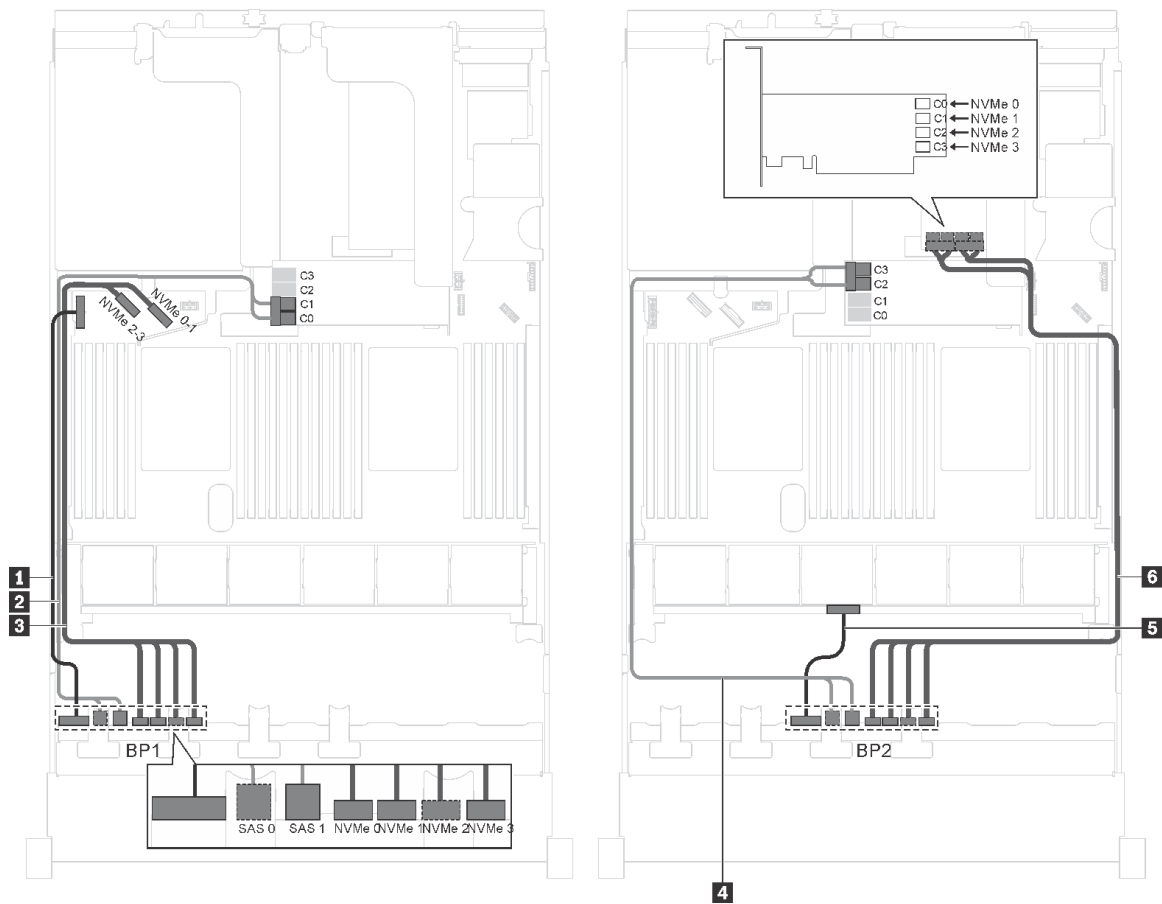 C0 NVMe 0
C1 NVMe 1
C2 NVMe 2
C3 NVMe 3
C3
C2
C1
C0
NVMe 2-3
NVMe 0-1
C3
C2
C1
C0
1
2
3
6
5
BP1
BP2
SAS 0 SAS 1 NVMe 0 NVMe 1 NVMe 2 NVMe 3
4